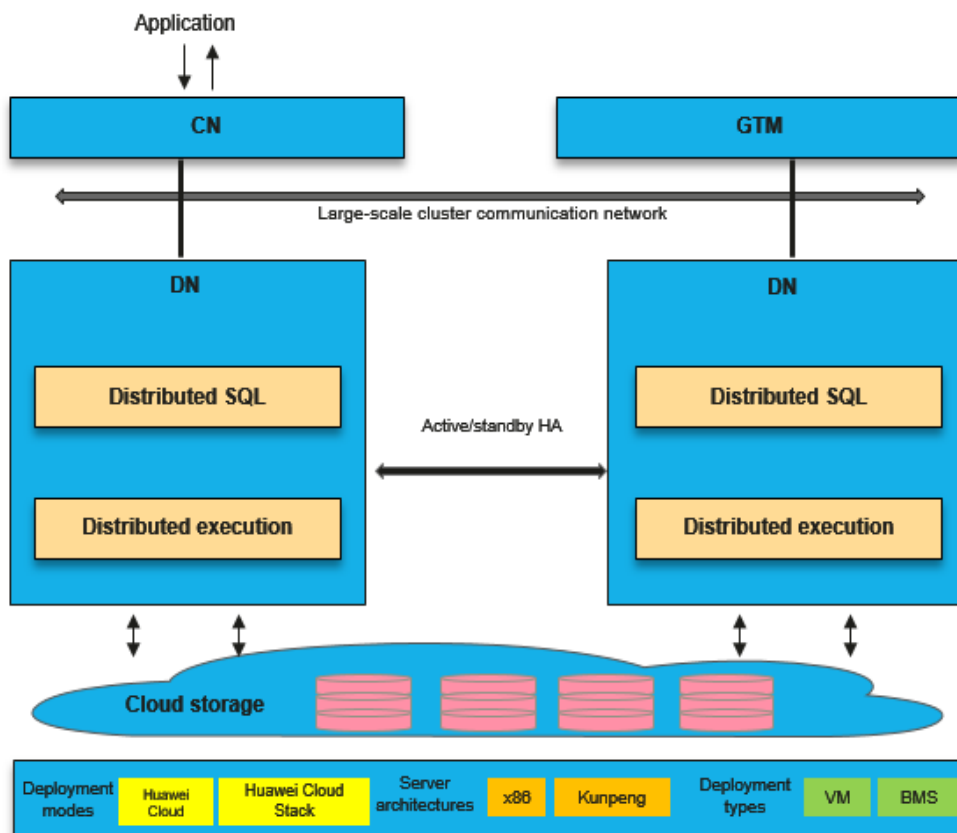 Application
CN
GTM
Large-scale cluster communication network
DN
DN
Distributed SQL
Distributed SQL
Active/standby HA
Distributed execution
Distributed execution
Cloud storage
Deployment
modes
Huawei
Cloud
Huawei Cloud
Stack
Server
architectures
x86
Kunpeng
Deployment
types
VM
BMS